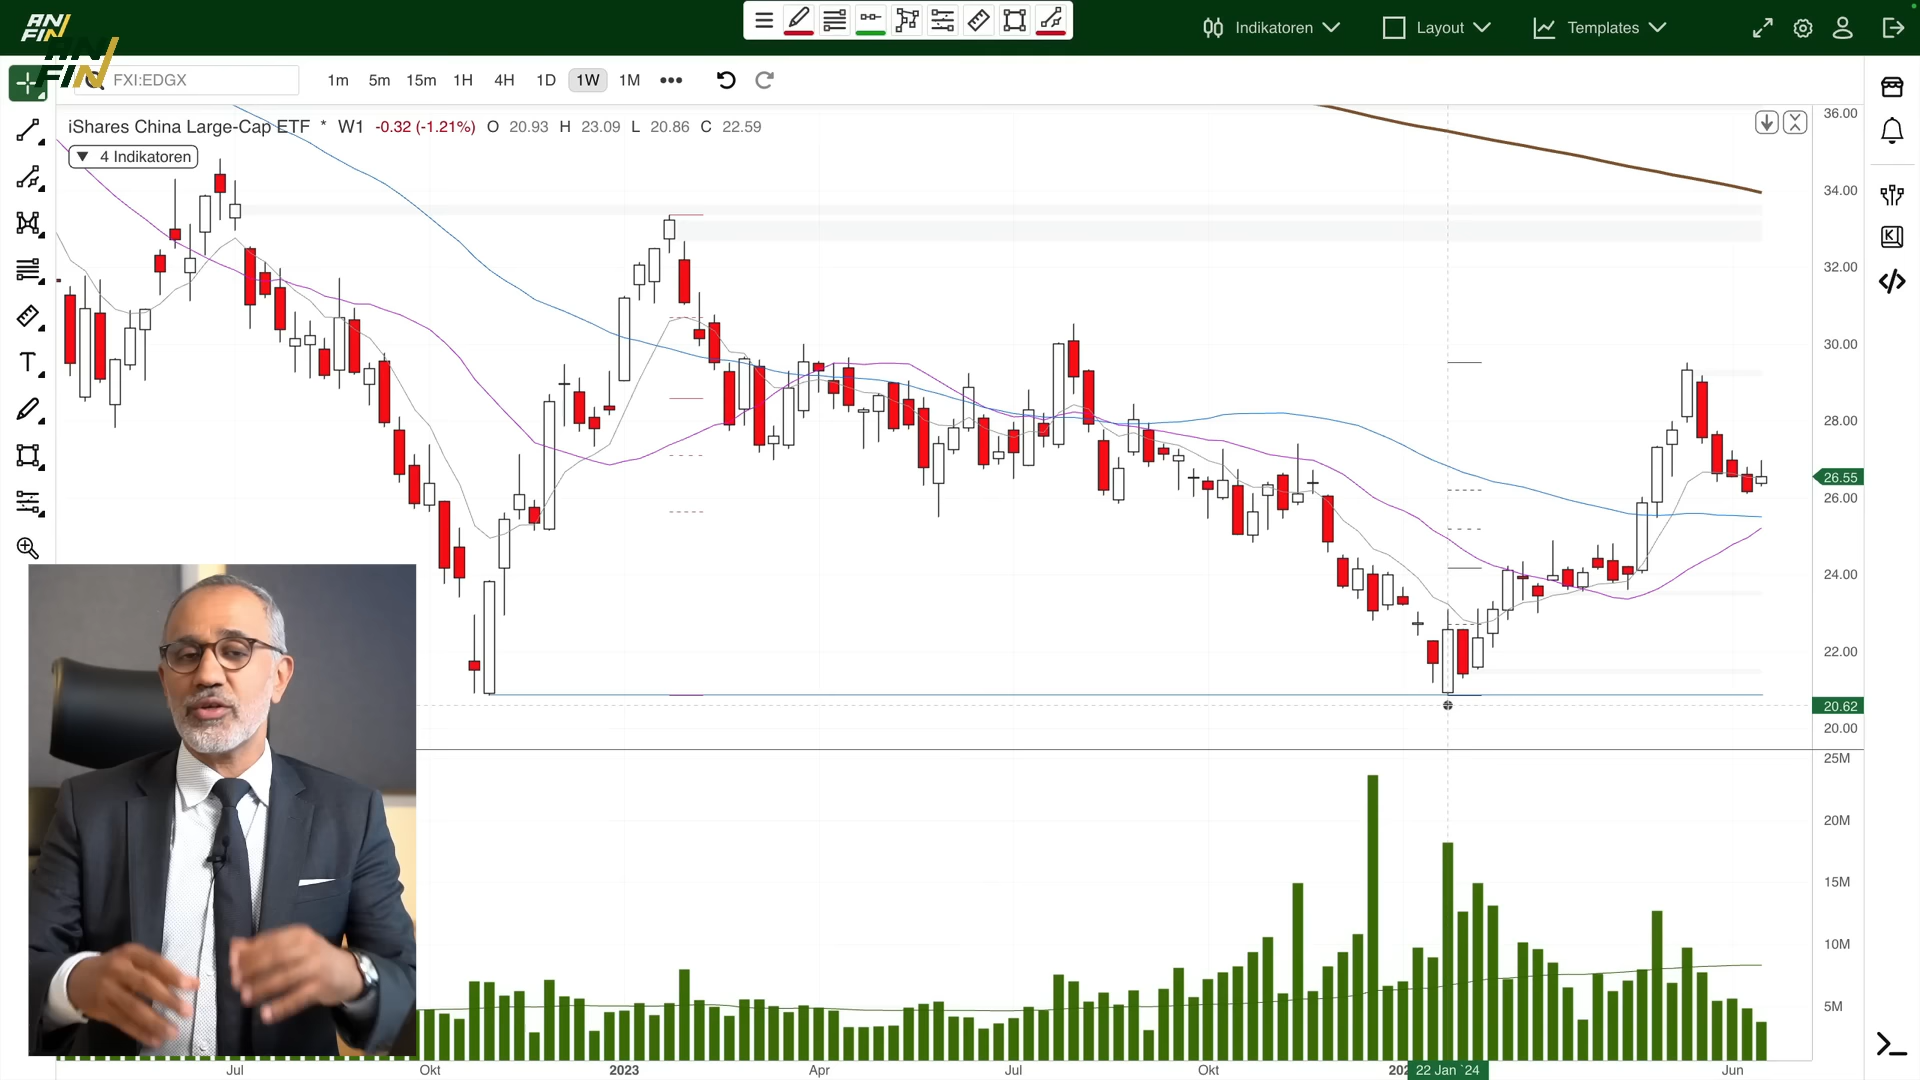 ANFIN
ANFIN
Indikatoren
Layout
Templates
FXI:EDGX
1m 5m 15m 1H 4H 1D 1W 1M •••
iShares China Large-Cap ETF * W1 -0.32 (-1.21%) O 20.93 H 23.09 L 20.86 C 22.59
▼ 4 Indikatoren
36.00
34.00
32.00
30.00
28.00
26.55
26.00
24.00
22.00
20.62
20.00
25M
20M
15M
10M
5M
Jul Okt 2023 Apr Jul Okt 202 22 Jan `24 Jun